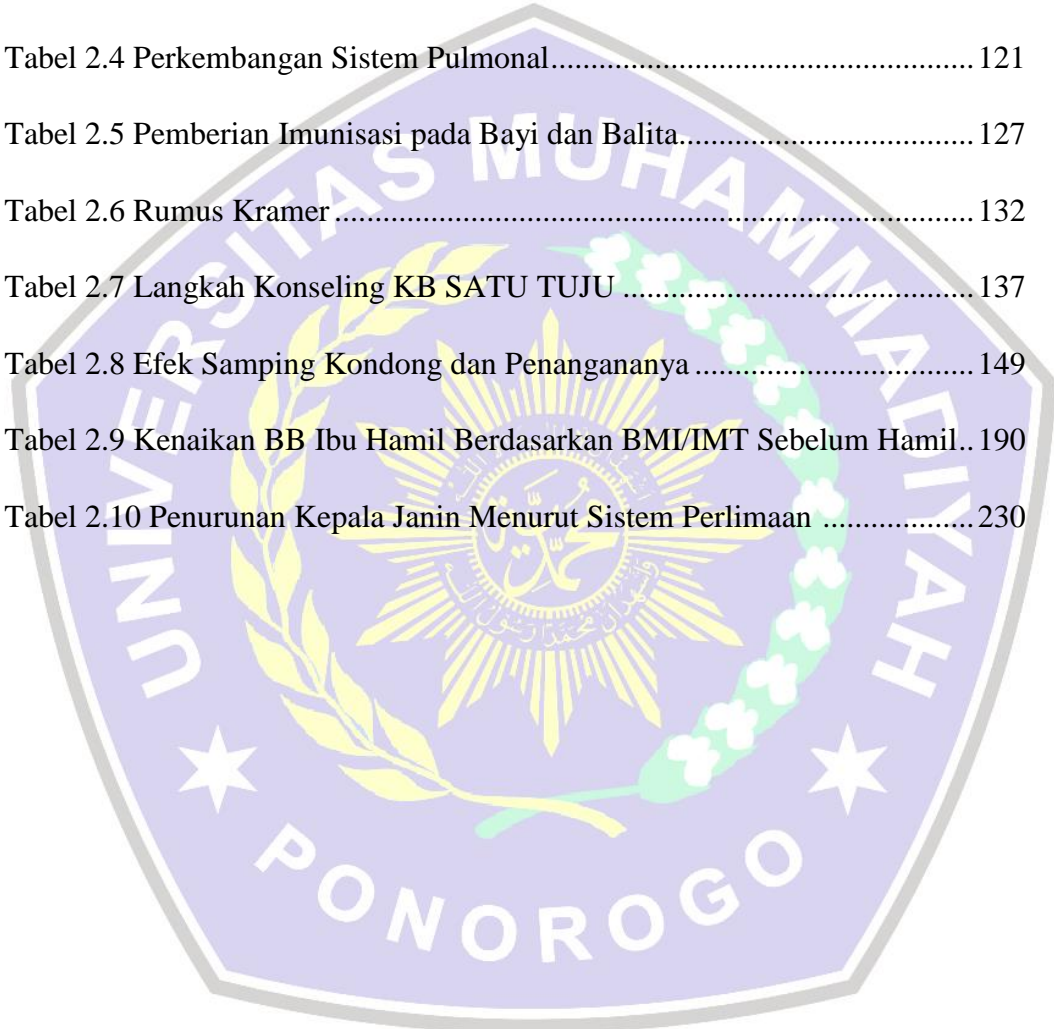 Tabel 2.4 Perkembangan Sistem Pulmonal.................................................. 121
Tabel 2.5 Pemberian Imunisasi pada Bayi dan Balita................................... 127
Tabel 2.6 Rumus Kramer ............................................................................ 132
Tabel 2.7 Langkah Konseling KB SATU TUJU .......................................... 137
Tabel 2.8 Efek Samping Kondong dan Penangananya ................................. 149
Tabel 2.9 Kenaikan BB Ibu Hamil Berdasarkan BMI/IMT Sebelum Hamil.. 190
Tabel 2.10 Penurunan Kepala Janin Menurut Sistem Perlimaan .................. 230
UNIVERSITAS MUHAMMADIYAH
PONOROGO